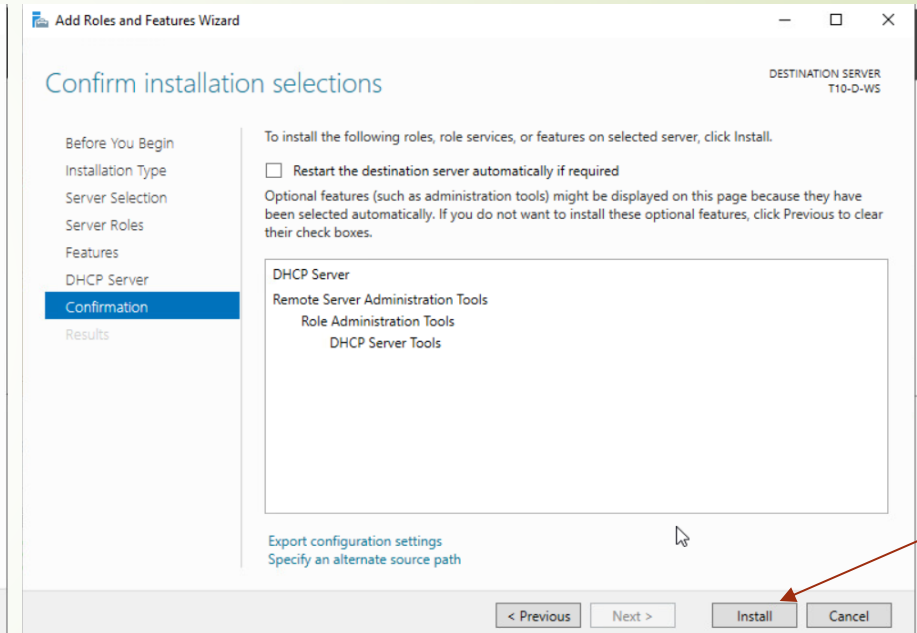 Add Roles and Features Wizard
Confirm installation selections
DESTINATION SERVER
T10-D-WS
Before You Begin
Installation Type
Server Selection
Server Roles
Features
DHCP Server
Confirmation
Results
To install the following roles, role services, or features on selected server, click Install.
Restart the destination server automatically if required
Optional features (such as administration tools) might be displayed on this page because they have
been selected automatically. If you do not want to install these optional features, click Previous to clear
their check boxes.
DHCP Server
Remote Server Administration Tools
Role Administration Tools
DHCP Server Tools
Export configuration settings
Specify an alternate source path
< Previous
Next >
Install
Cancel